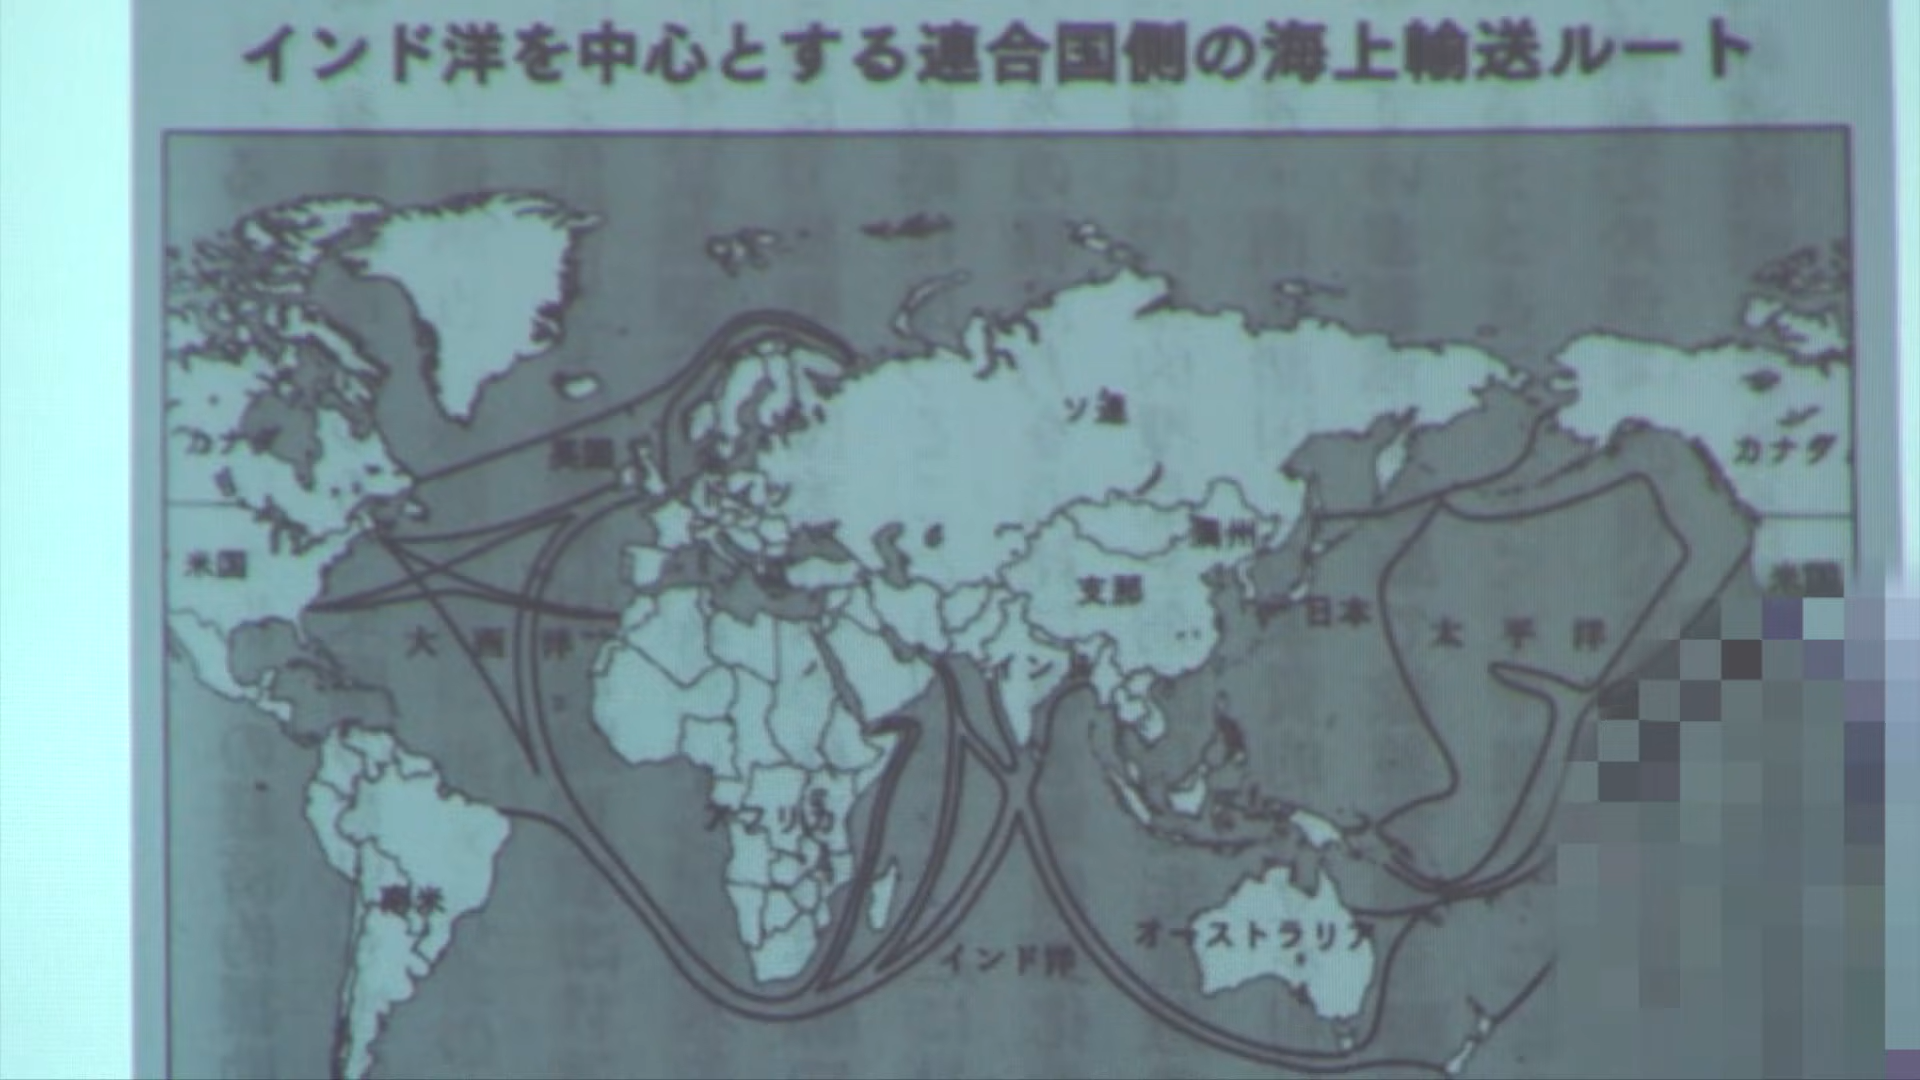 インド洋を中心とする連合国側の海上輸送ルート
ソ連
カナダ
カナダ
英国
ドイツ
米国
満州
支那
米国
日本
太平洋
大西洋
インド
アフリカ
南米
オーストラリア
インド洋